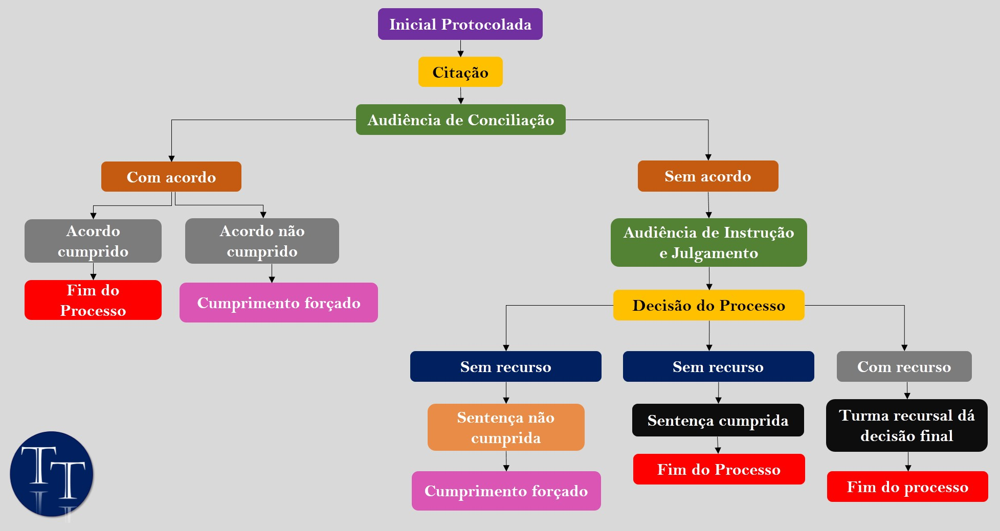 Inicial Protocolada
Citação
Audiência de Conciliação
Com acordo
Sem acordo
Acordo
cumprido
Acordo não
cumprido
Audiência de Instrução
e Julgamento
Fim do
Processo
Cumprimento forçado
Decisão do Processo
Sem recurso
Sem recurso
Com recurso
Sentença não
cumprida
Sentença cumprida
Turma recursal dá
decisão final
Cumprimento forçado
Fim do Processo
Fim do processo
TT